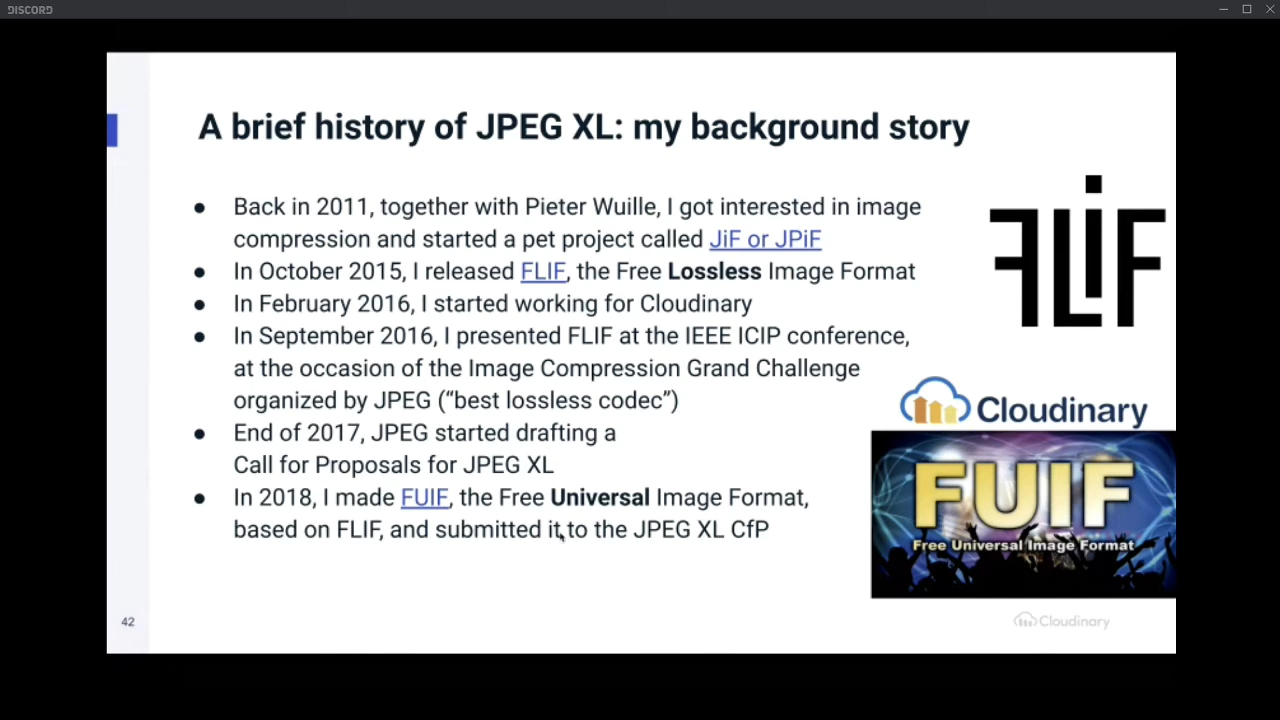 DISCORD
A brief history of JPEG XL: my background story
● Back in 2011, together with Pieter Wuille, I got interested in image
compression and started a pet project called JiF or JPiF
● In October 2015, I released FLIF, the Free Lossless Image Format
● In February 2016, I started working for Cloudinary
● In September 2016, I presented FLIF at the IEEE ICIP conference,
at the occasion of the Image Compression Grand Challenge
organized by JPEG (“best lossless codec”)
● End of 2017, JPEG started drafting a
Call for Proposals for JPEG XL
● In 2018, I made FUIF, the Free Universal Image Format,
based on FLIF, and submitted it to the JPEG XL CfP
FLiF
Cloudinary
FUIF
Free Universal Image Format
42
Cloudinary